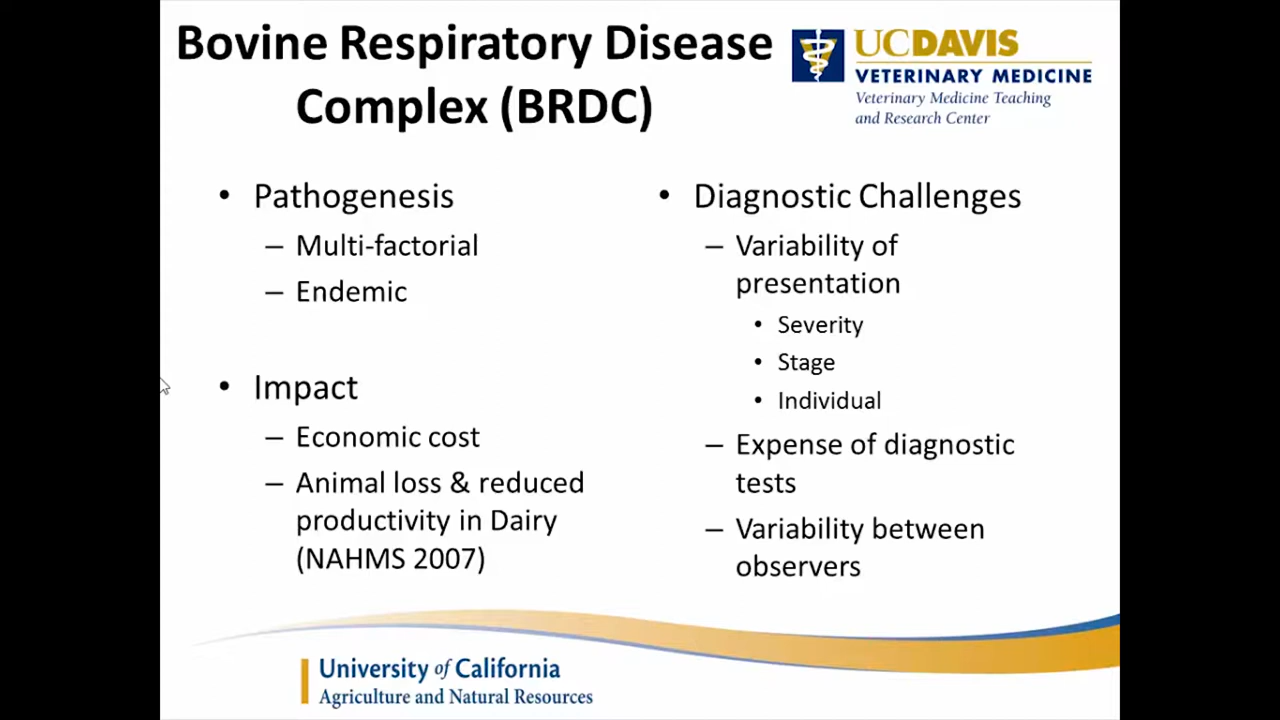 Bovine Respiratory Disease
Complex (BRDC)
UCDAVIS
VETERINARY MEDICINE
Veterinary Medicine Teaching
and Research Center
• Pathogenesis
– Multi-factorial
– Endemic
• Impact
– Economic cost
– Animal loss & reduced
productivity in Dairy
(NAHMS 2007)
• Diagnostic Challenges
– Variability of
presentation
• Severity
• Stage
• Individual
– Expense of diagnostic
tests
– Variability between
observers
University of California
Agriculture and Natural Resources